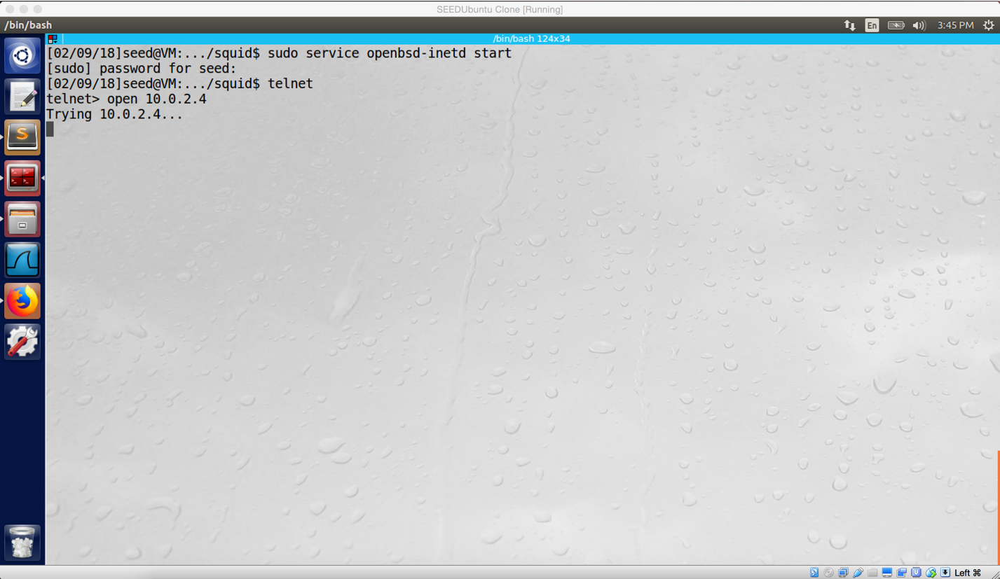 SEEDUbuntu Clone [Running]
/bin/bash
En
3:45 PM
/bin/bash 124x34
[02/09/18]seed@VM:.../squid$ sudo service openbsd-inetd start
[sudo] password for seed:
[02/09/18]seed@VM:.../squid$ telnet
telnet> open 10.0.2.4
Trying 10.0.2.4...
S
Left ⌘